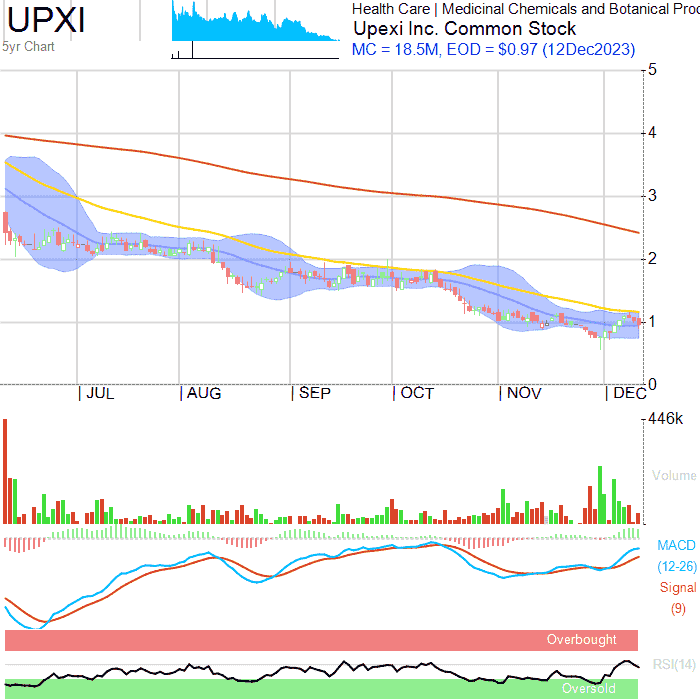 UPXI
5yr Chart
Health Care | Medicinal Chemicals and Botanical Proc
Upexi Inc. Common Stock
MC = 18.5M, EOD = $0.97 (12Dec2023)
5
4
3
2
1
0
JUL AUG SEP OCT NOV DEC
446k
Volume
MACD
(12-26)
Signal
(9)
Overbought
RSI(14)
Oversold